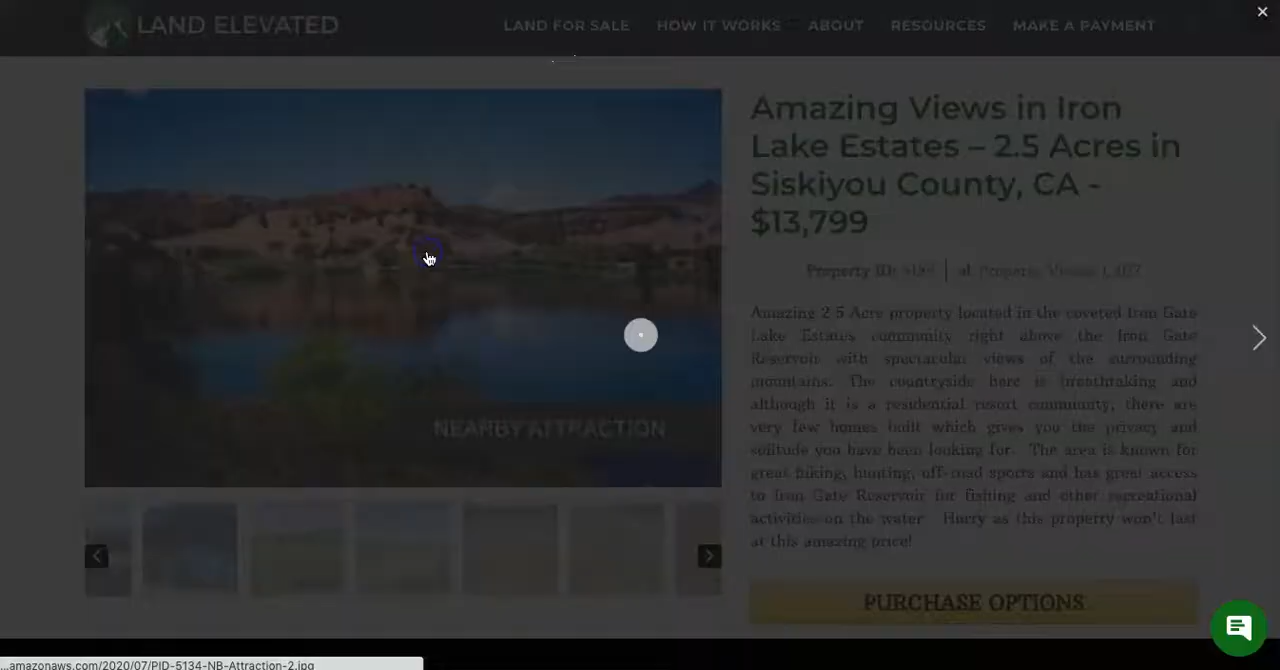 LAND ELEVATED
LAND FOR SALE HOW IT WORKS ABOUT RESOURCES MAKE A PAYMENT
Amazing Views in Iron
Lake Estates – 2.5 Acres in
Siskiyou County, CA -
$13,799
Property ID:
NEARBY ATTRACTION
Amazing 2.5 Acre property located in the coveted Iron Gate
Lake Estates community right above the Iron Gate
Reservoir with spectacular views of the surrounding
mountains. The countryside here is breathtaking and
although it is a residential resort community, there are
very few homes built which gives you the privacy and
solitude you have been looking for. The area is known for
great hiking, hunting, off-road sports and has great access
to Iron Gate Reservoir for fishing and other recreational
activities on the water. Hurry as this property won't last
at this amazing price!
PURCHASE OPTIONS
...amazonaws.com/2020/07/PID-5134-NB-Attraction-2.jpg